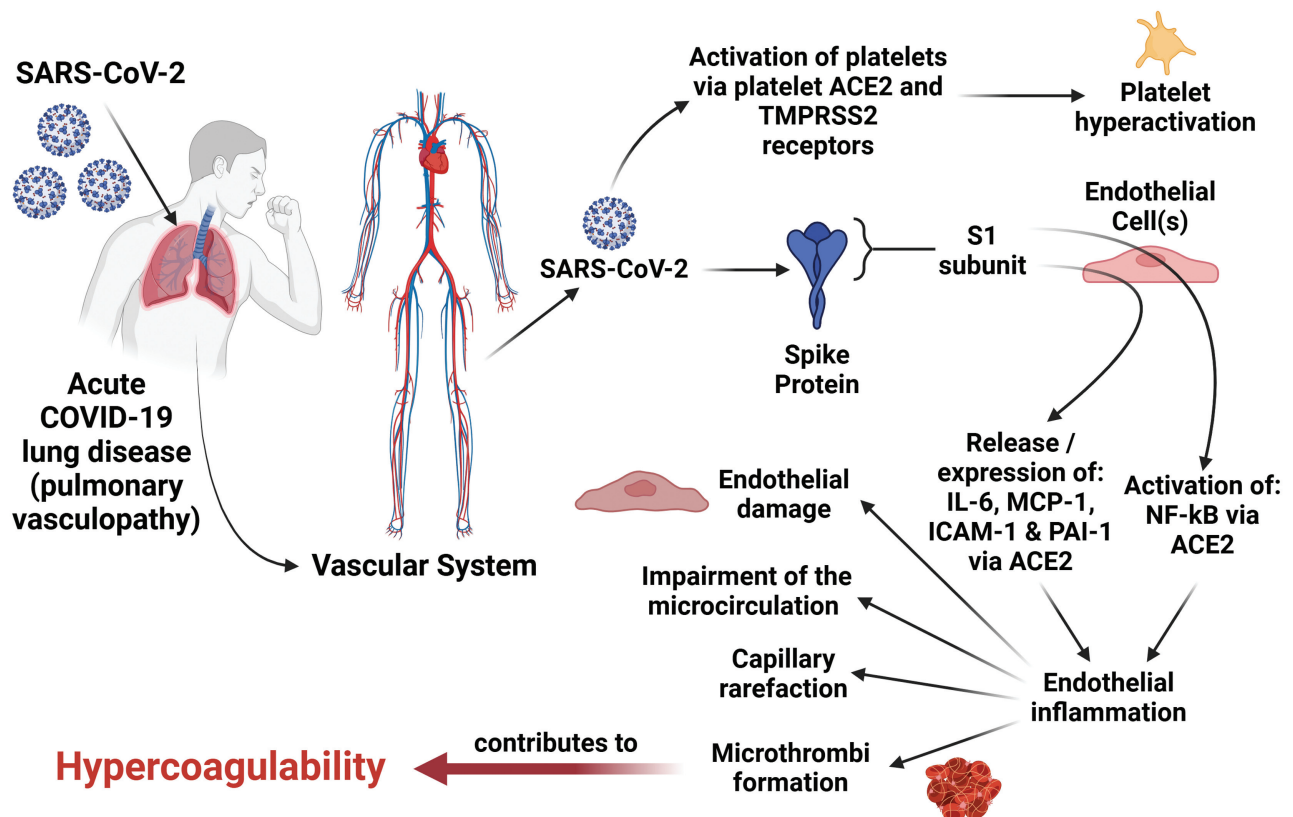 SARS-CoV-2
Acute
COVID-19
lung disease
(pulmonary
vasculopathy)
Vascular System
SARS-CoV-2
Activation of platelets
via platelet ACE2 and
TMPRSS2
receptors
Platelet
hyperactivation
Spike
Protein
S1
subunit
Endothelial
Cell(s)
Release /
expression of:
IL-6, MCP-1,
ICAM-1 & PAI-1
via ACE2
Activation of:
NF-kB via
ACE2
Endothelial
inflammation
Endothelial
damage
Impairment of the
microcirculation
Capillary
rarefaction
Microthrombi
formation
contributes to
Hypercoagulability